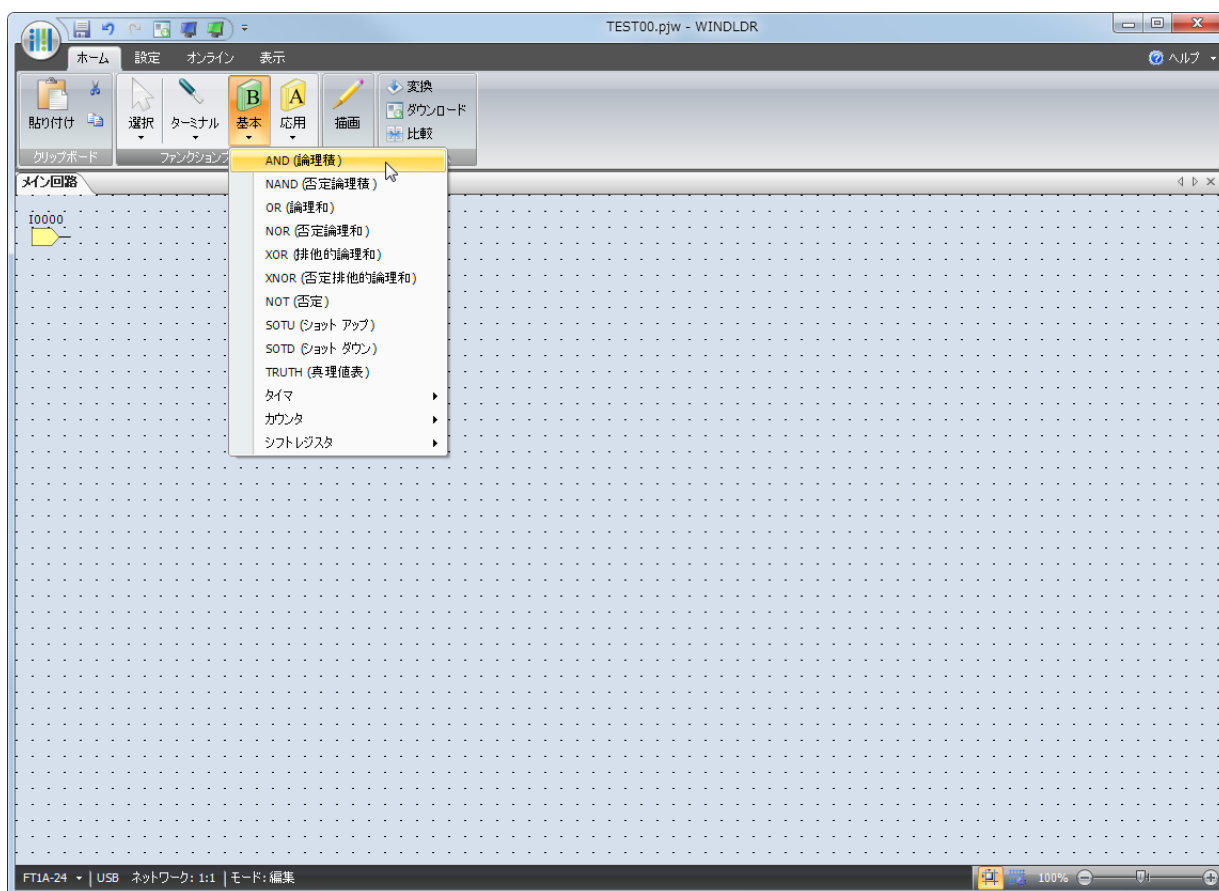 TEST00.pjw - WINDLDR
ホーム 設定 オンライン 表示 ヘルプ
貼り付け 選択 ターミナル B 基本 A 応用 描画
変換
ダウンロード
比較
クリップボード
AND (論理積)
NAND (否定論理積)
OR (論理和)
NOR (否定論理和)
XOR (排他的論理和)
XNOR (否定排他的論理和)
NOT (否定)
SOTU (ショット アップ)
SOTD (ショット ダウン)
TRUTH (真理値表)
タイマ
カウンタ
シフトレジスタ
メイン回路
I0000
FT1A-24 USB ネットワーク: 1:1 モード: 編集 100%